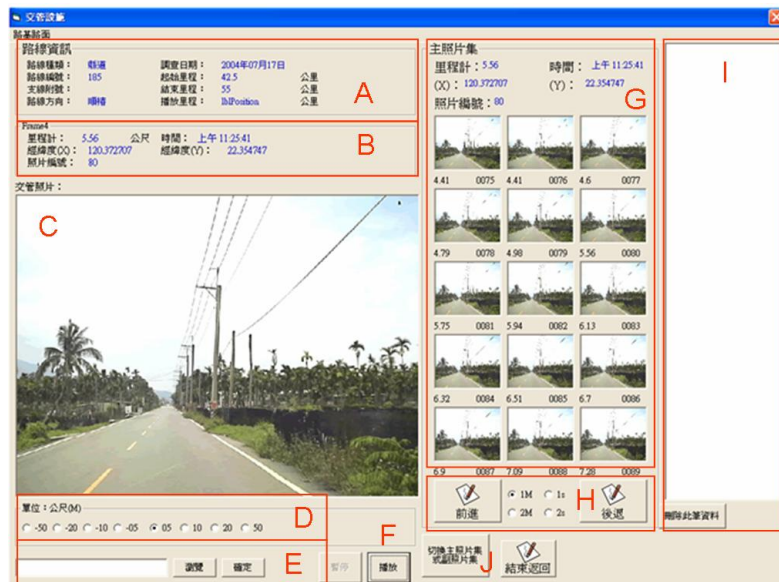 交管設施
路基路面
路線資訊
路線種類： 縣道 調查日期： 2004年07月17日
路線編號： 185 起始里程： 42.5 公里
支線附號： 結束里程： 55 公里
路線方向： 順樁 播放里程： lblPosition 公里
A
Frame4
里程計： 5.56 公尺 時間： 上午 11:25:41
經緯度(X)： 120.372707 經緯度(Y)： 22.354747
照片編號： 80
B
交管照片：
C
單位：公尺(M)
-50 -20 -10 -05 05 10 20 50
D
瀏覽 確定
E
暫停 播放
F
主照片集
里程計：5.56 時間： 上午 11:25:41
(X)： 120.372707 (Y)： 22.354747
照片編號：80
G
4.41 0075 4.41 0076 4.6 0077
4.79 0078 4.98 0079 5.56 0080
5.75 0081 5.94 0082 6.13 0083
6.32 0084 6.51 0085 6.7 0086
6.9 0087 7.09 0088 7.28 0089
前進 1M 1s 後退
2M 2s
H
切換主照片集
或副照片集
結束返回
J
I
刪除此筆資料